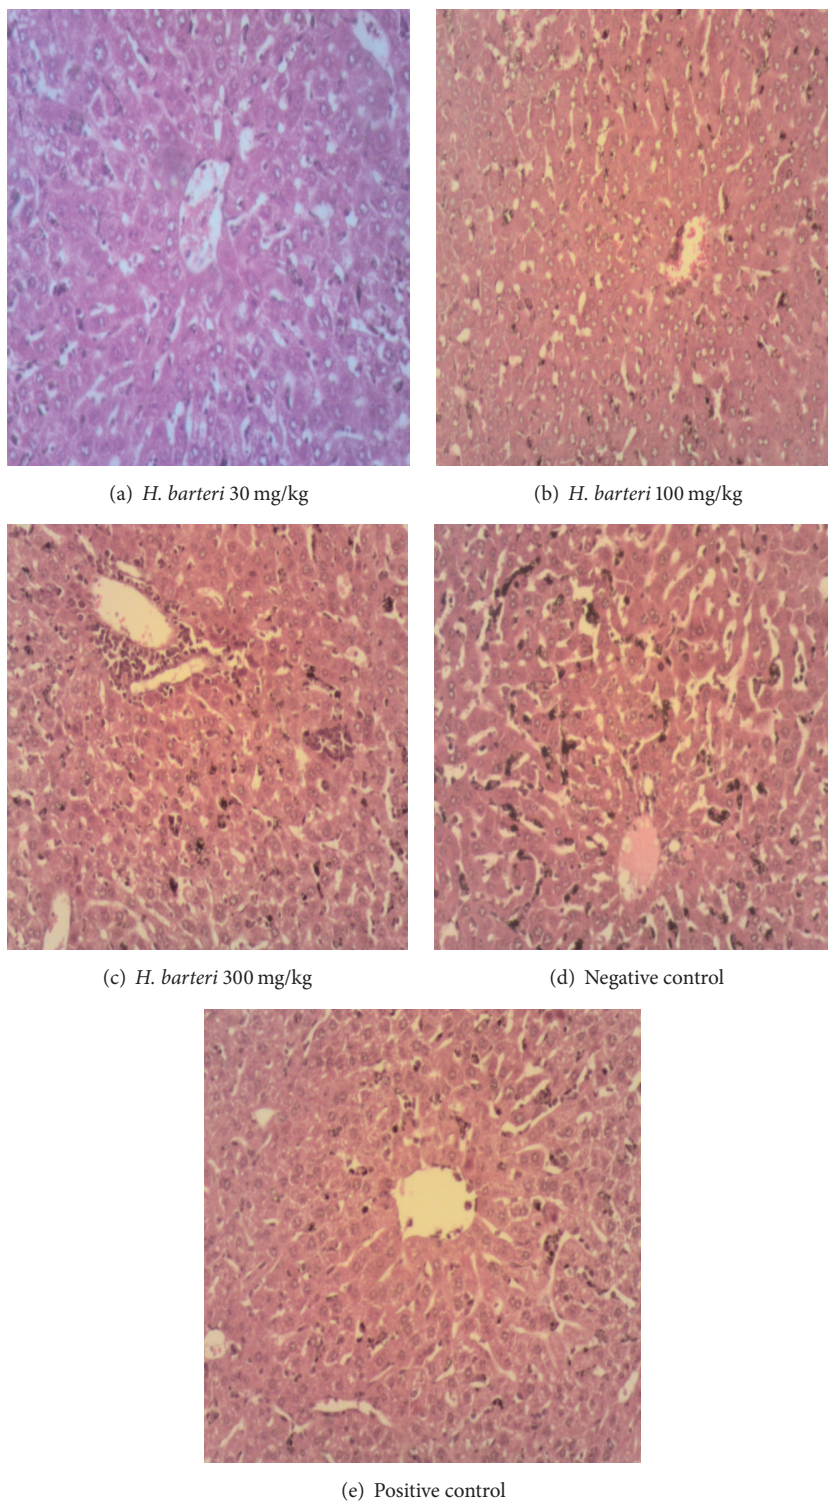 (a) H. barteri 30 mg/kg
(b) H. barteri 100 mg/kg
(c) H. barteri 300 mg/kg
(d) Negative control
(e) Positive control